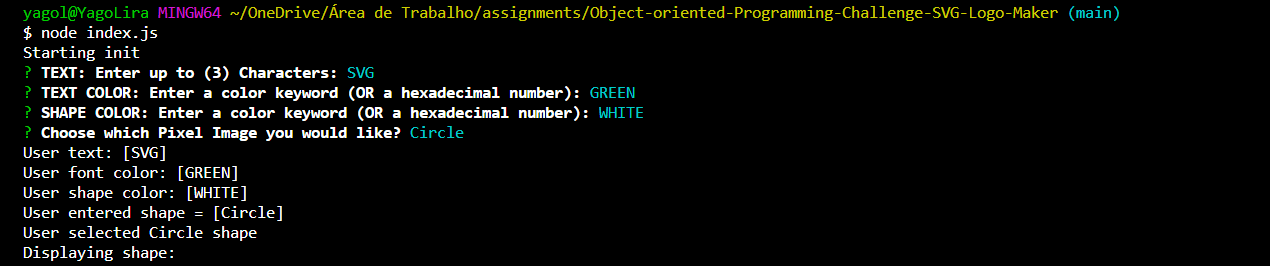 yagol@YagoLira MINGW64 ~/OneDrive/Área de Trabalho/assignments/Object-oriented-Programming-Challenge-SVG-Logo-Maker (main)
$ node index.js
Starting init
? TEXT: Enter up to (3) Characters: SVG
? TEXT COLOR: Enter a color keyword (OR a hexadecimal number): GREEN
? SHAPE COLOR: Enter a color keyword (OR a hexadecimal number): WHITE
? Choose which Pixel Image you would like? Circle
User text: [SVG]
User font color: [GREEN]
User shape color: [WHITE]
User entered shape = [Circle]
User selected Circle shape
Displaying shape: